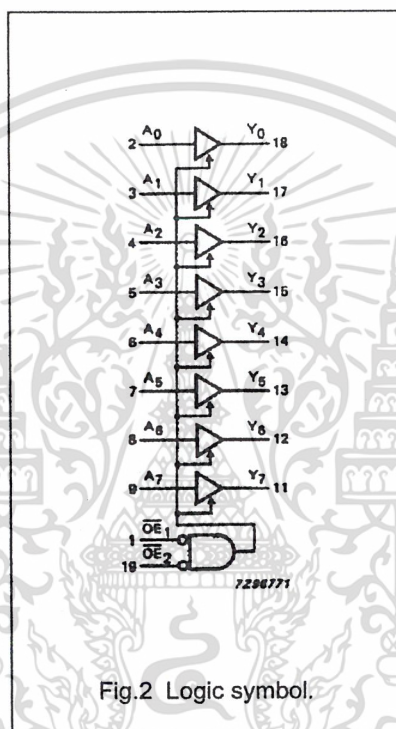 2 A0 Y0 18
3 A1 Y1 17
4 A2 Y2 16
5 A3 Y3 15
6 A4 Y4 14
7 A5 Y5 13
8 A6 Y6 12
9 A7 Y7 11
1 OE1
19 OE2
7Z96771
Fig.2 Logic symbol.